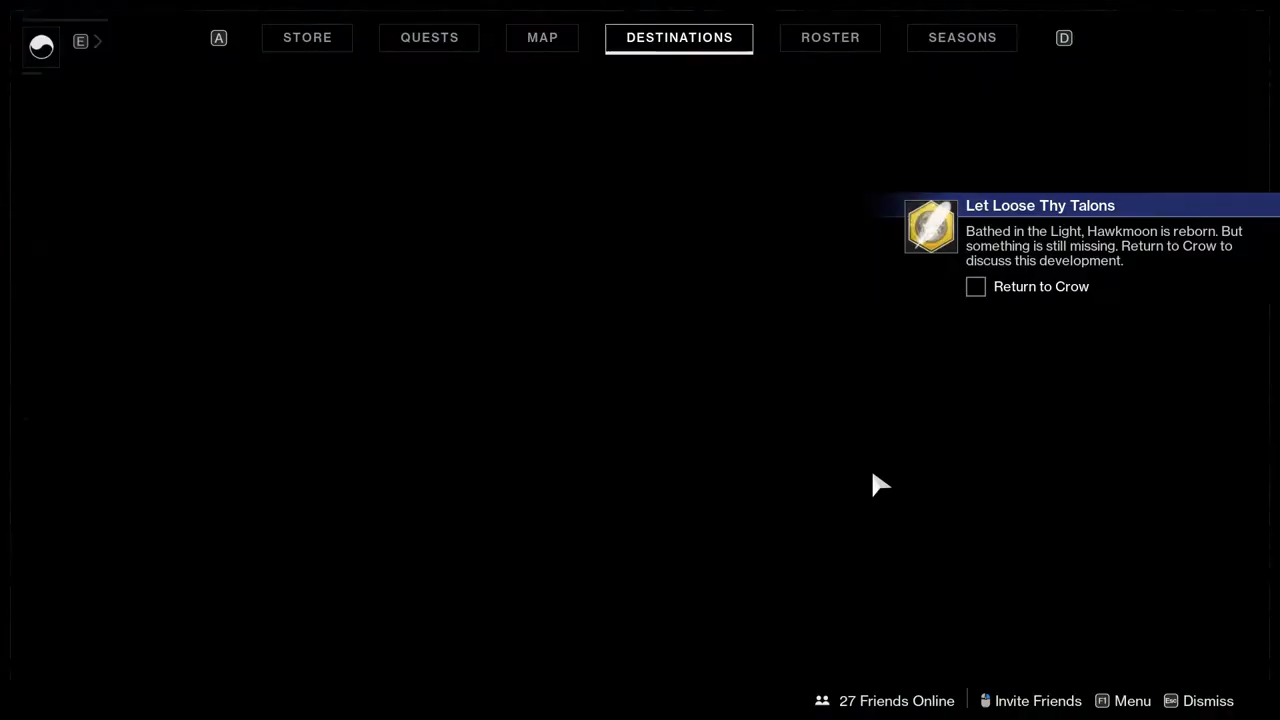 E
A
STORE
QUESTS
MAP
DESTINATIONS
ROSTER
SEASONS
D
Let Loose Thy Talons
Bathed in the Light, Hawkmoon is reborn. But
something is still missing. Return to Crow to
discuss this development.
Return to Crow
27 Friends Online
Invite Friends
F1 Menu
Esc Dismiss